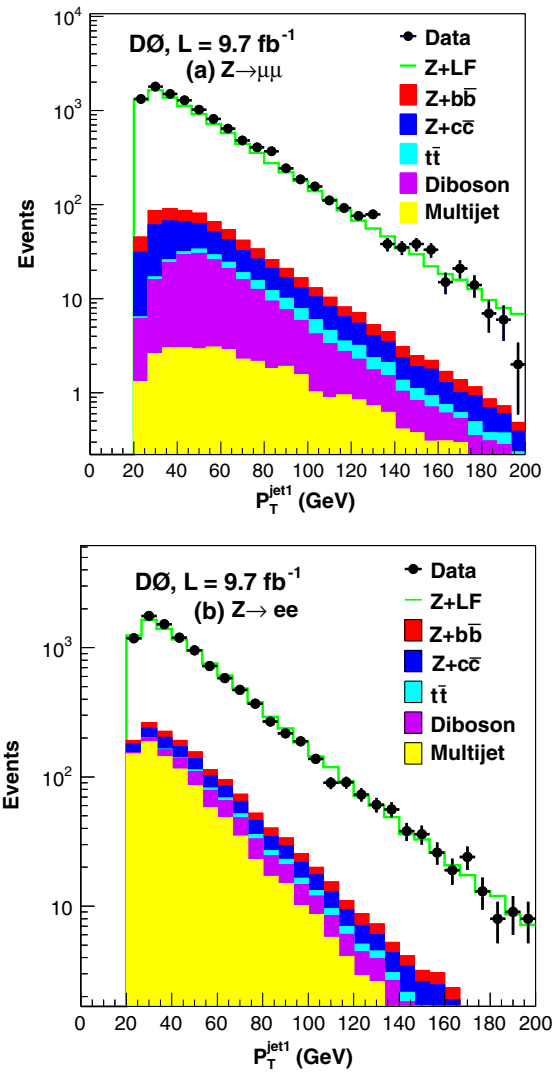 DØ, L = 9.7 fb⁻¹
(a) Z→μμ
Data
Z+LF
Z+bb̄
Z+cc̄
tt̄
Diboson
Multijet
Events
10⁴
10³
10²
10
1
0 20 40 60 80 100 120 140 160 180 200
P_T^jet1 (GeV)
DØ, L = 9.7 fb⁻¹
(b) Z→ ee
Data
Z+LF
Z+bb̄
Z+cc̄
tt̄
Diboson
Multijet
Events
10³
10²
10
0 20 40 60 80 100 120 140 160 180 200
P_T^jet1 (GeV)